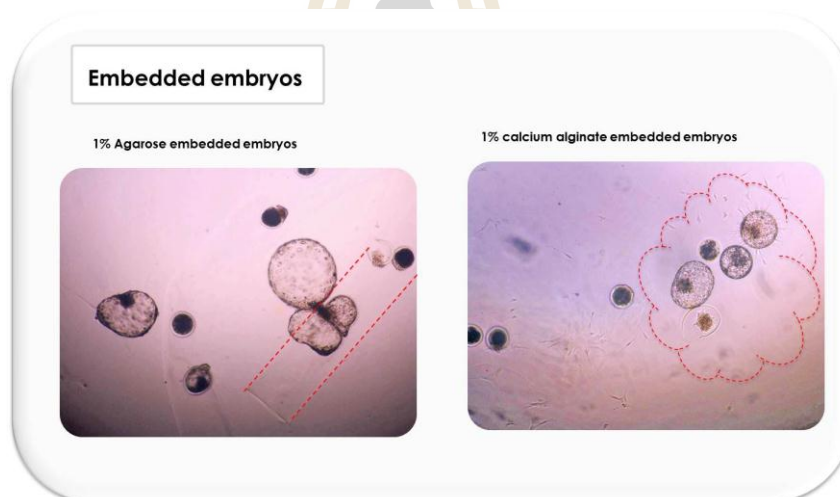 Embedded embryos
1% Agarose embedded embryos
1% calcium alginate embedded embryos